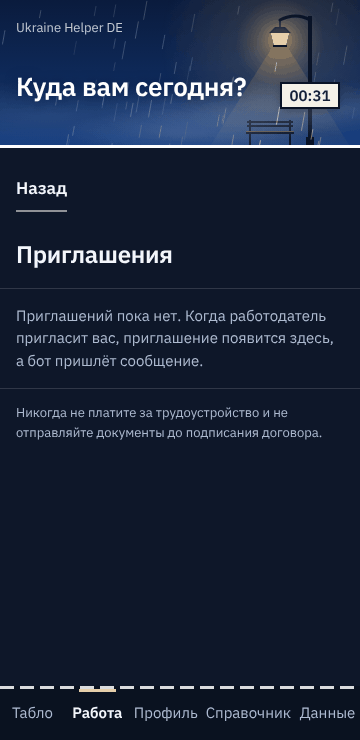 Ukraine Helper DE
Куда вам сегодня?
00:31
Назад
Приглашения
Приглашений пока нет. Когда работодатель
пригласит вас, приглашение появится здесь,
а бот пришлёт сообщение.
Никогда не платите за трудоустройство и не
отправляйте документы до подписания договора.
Табло Работа Профиль Справочник Данные